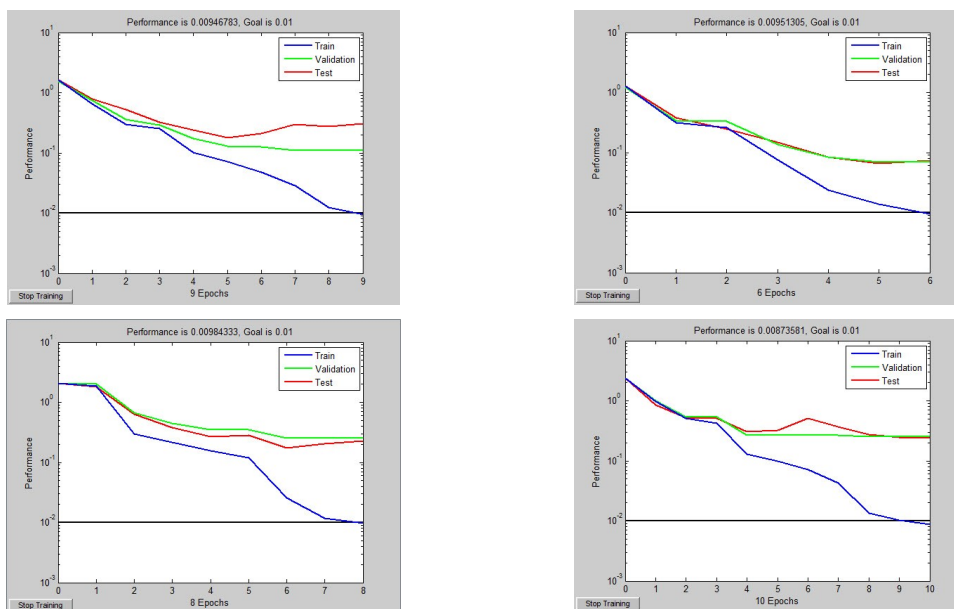 Performance is 0.00946783, Goal is 0.01
10^1
Train
Validation
Test
10^0
Performance
10^-1
10^-2
10^-3
0 1 2 3 4 5 6 7 8 9
9 Epochs
Stop Training
Performance is 0.00951305, Goal is 0.01
10^1
Train
Validation
Test
10^0
Performance
10^-1
10^-2
10^-3
0 1 2 3 4 5 6
6 Epochs
Stop Training
Performance is 0.00984333, Goal is 0.01
10^1
Train
Validation
Test
10^0
Performance
10^-1
10^-2
10^-3
0 1 2 3 4 5 6 7 8
8 Epochs
Stop Training
Performance is 0.00873581, Goal is 0.01
10^1
Train
Validation
Test
10^0
Performance
10^-1
10^-2
10^-3
0 1 2 3 4 5 6 7 8 9 10
10 Epochs
Stop Training